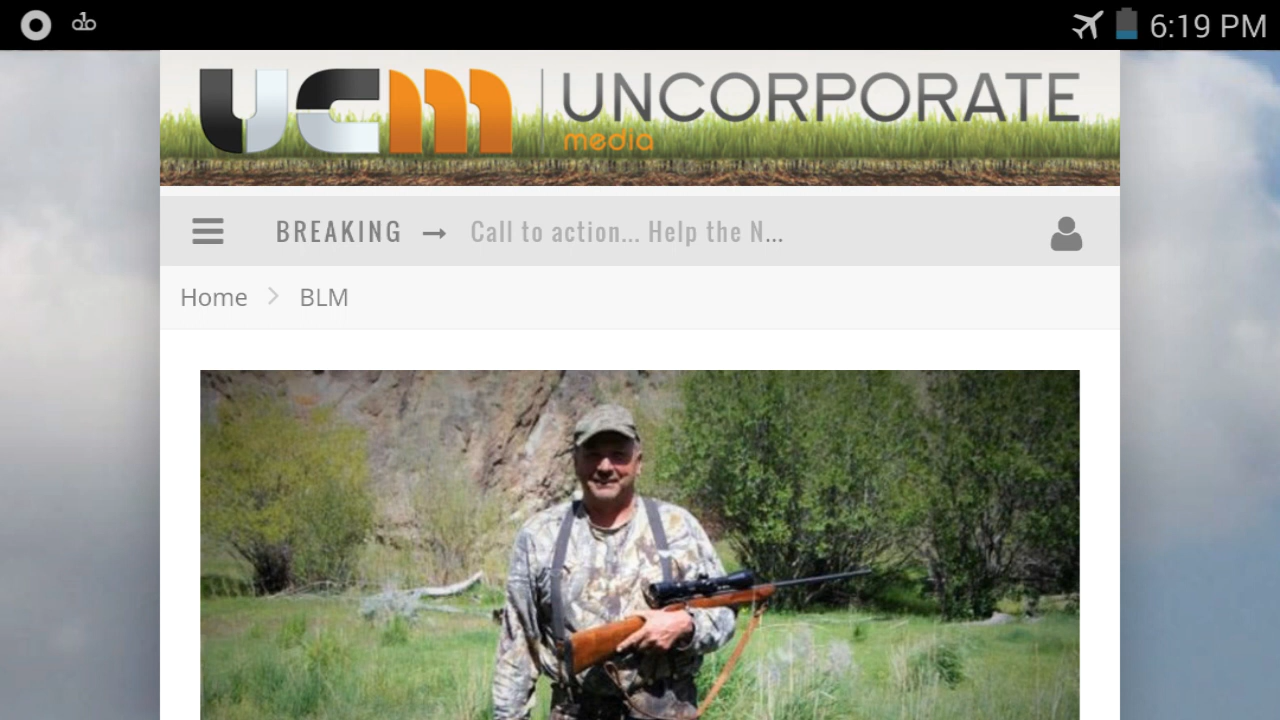 6:19 PM
UCM UNCORPORATE
media
BREAKING → Call to action... Help the N...
Home > BLM